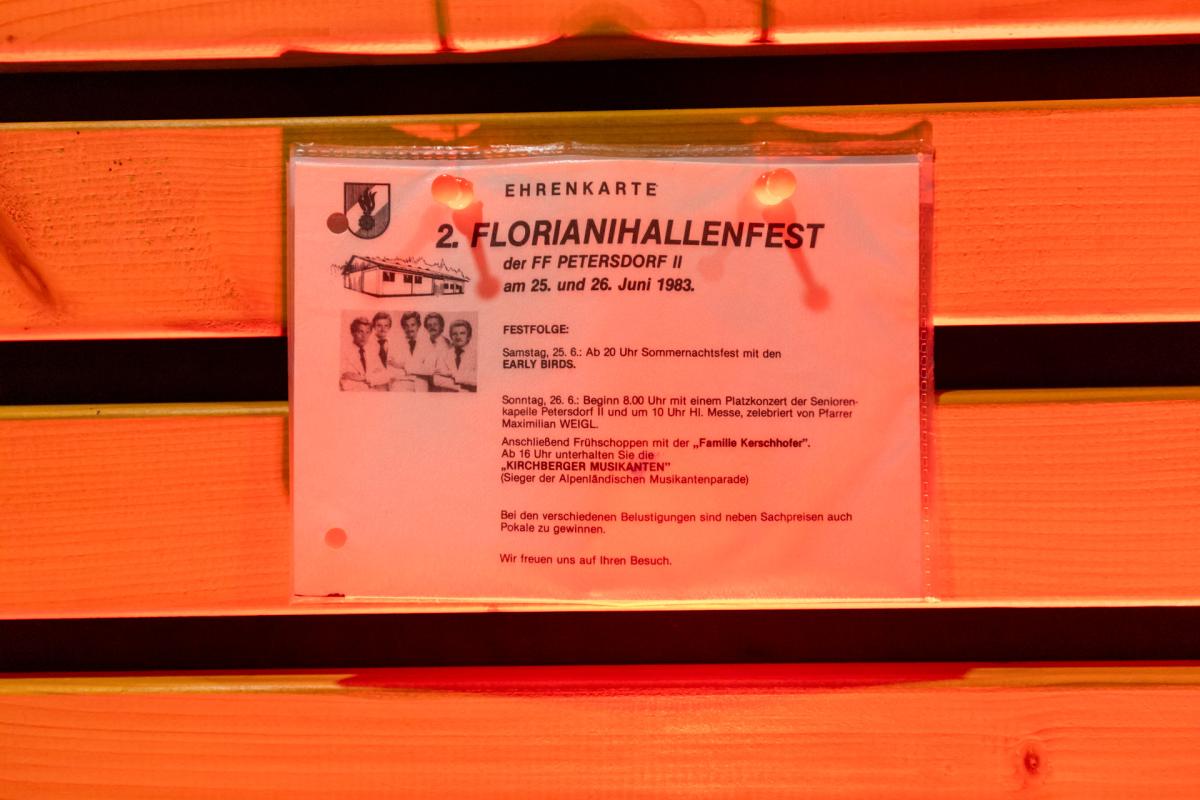 EHRENKARTE
2. FLORIANIHALLENFEST
der FF PETERSDORF II
am 25. und 26. Juni 1983.
FESTFOLGE:
Samstag, 25. 6.: Ab 20 Uhr Sommernachtsfest mit den
EARLY BIRDS.
Sonntag, 26. 6.: Beginn 8.00 Uhr mit einem Platzkonzert der Senioren-
kapelle Petersdorf II und um 10 Uhr Hl. Messe, zelebriert von Pfarrer
Maximilian WEIGL.
Anschließend Frühschoppen mit der „Familie Kerschhofer".
Ab 16 Uhr unterhalten Sie die
„KIRCHBERGER MUSIKANTEN"
(Sieger der Alpenländischen Musikantenparade)
Bei den verschiedenen Belustigungen sind neben Sachpreisen auch
Pokale zu gewinnen.
Wir freuen uns auf Ihren Besuch.